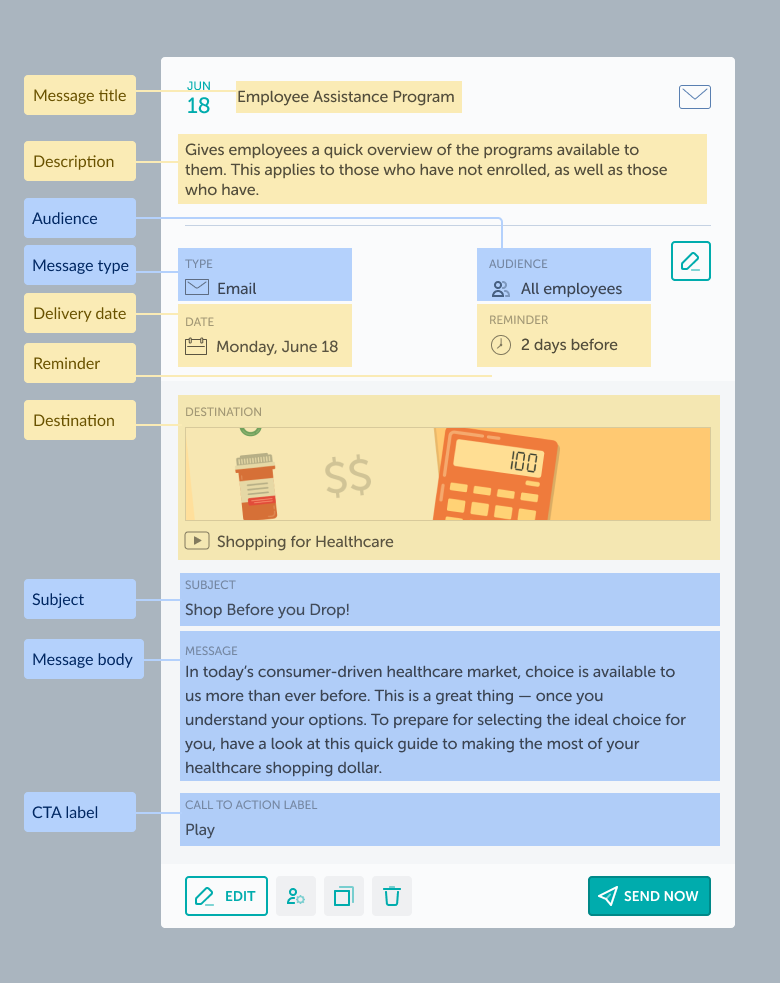 Message title
JUN
18
Employee Assistance Program
Description
Gives employees a quick overview of the programs available to
them. This applies to those who have not enrolled, as well as those
who have.
Audience
Message type
TYPE
Email
AUDIENCE
All employees
Delivery date
DATE
Monday, June 18
REMINDER
2 days before
Reminder
Destination
DESTINATION
$$
100
Shopping for Healthcare
Subject
SUBJECT
Shop Before you Drop!
Message body
MESSAGE
In today’s consumer-driven healthcare market, choice is available to
us more than ever before. This is a great thing — once you
understand your options. To prepare for selecting the ideal choice for
you, have a look at this quick guide to making the most of your
healthcare shopping dollar.
CTA label
CALL TO ACTION LABEL
Play
EDIT
SEND NOW